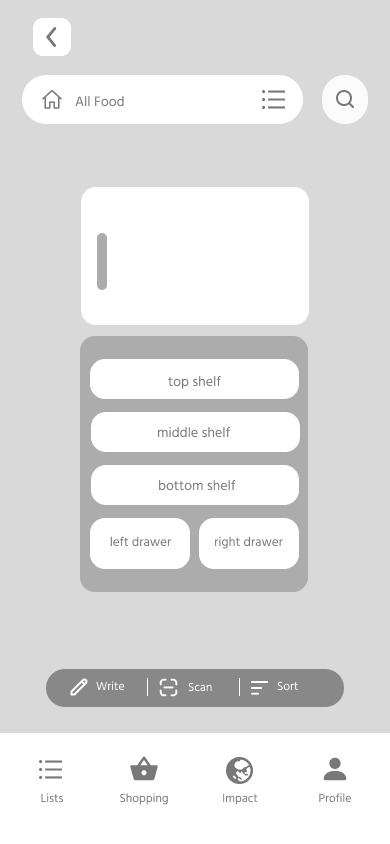 All Food
top shelf
middle shelf
bottom shelf
left drawer right drawer
Write Scan Sort
Lists Shopping Impact Profile